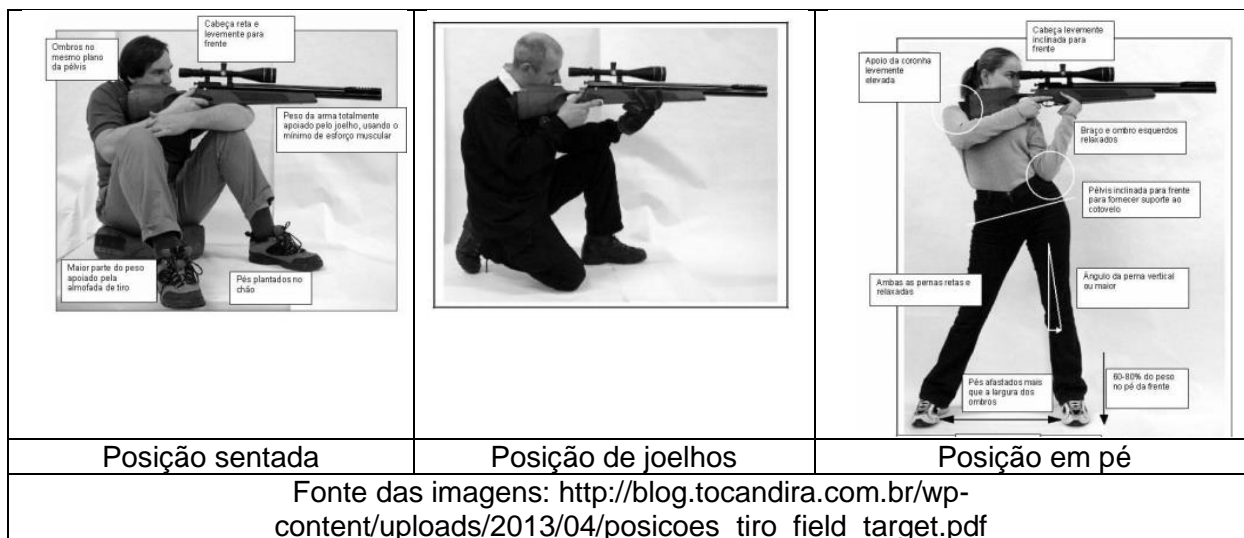 Cabeça reta e
levemente para
frente
Ombros no
mesmo plano
da pélvis
Peso da arma totalmente
apoiado pelo joelho, usando o
mínimo de esforço muscular
Maior parte do peso
apoiado pela
almofada de tiro
Pés plantados no
chão
Cabeça levemente
inclinada para
frente
Apoio da coronha
levemente
elevada
Braço e ombro esquerdos
relaxados
Pélvis inclinada para frente
para fornecer suporte ao
cotovelo
Ambas as pernas retas e
relaxadas
Ângulo da perna vertical
ou maior
Pés afastados mais
que a largura dos
ombros
60-80% do peso
no pé da frente
Posição sentada
Posição de joelhos
Posição em pé
Fonte das imagens: http://blog.tocandira.com.br/wp-
content/uploads/2013/04/posicoes_tiro_field_target.pdf